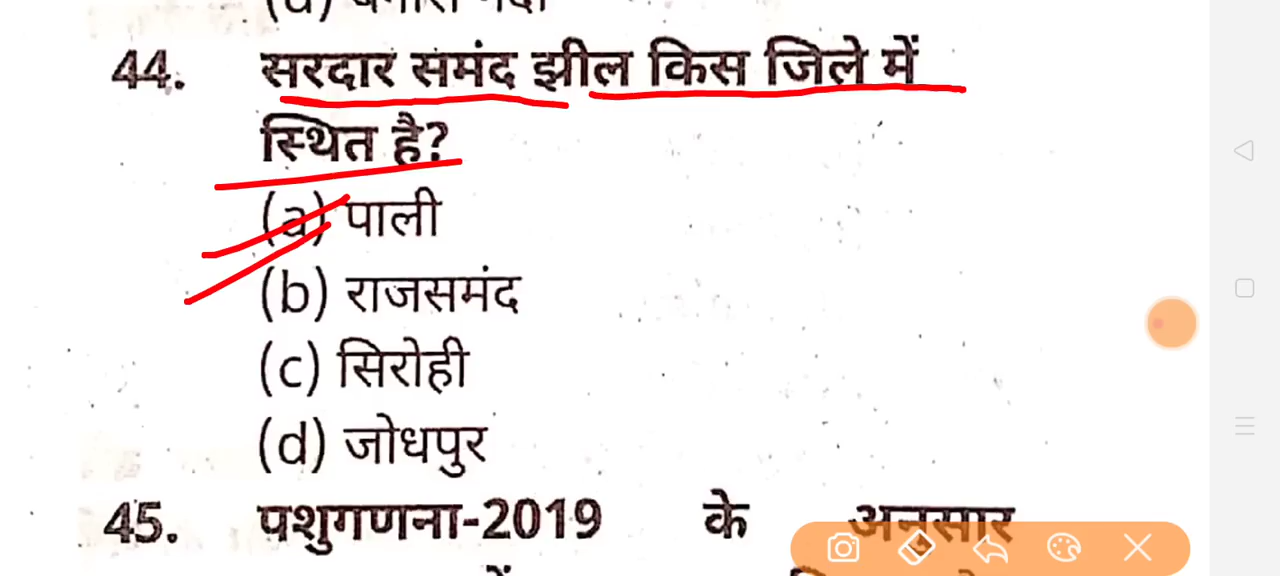 44. सरदार समंद झील किस जिले में
स्थित है?
(a) पाली
(b) राजसमंद
(c) सिरोही
(d) जोधपुर
45. पशुगणना-2019 के अनुसार